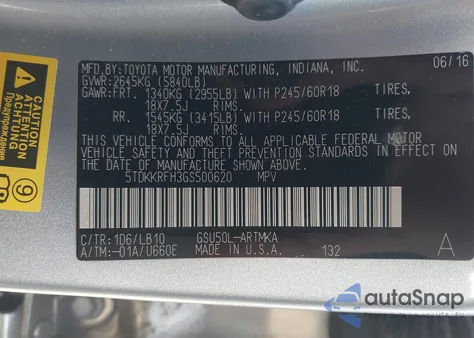 06/16
MFD. BY: TOYOTA MOTOR MANUFACTURING, INDIANA, INC.
GVWR: 2645KG (5840LB)
GAWR: FRT. 1340KG (2955LB) WITH P245/60R18 TIRES,
18X7.5J RIMS.
RR. 1545KG (3415LB) WITH P245/60R18 TIRES,
18X7.5J RIMS.
THIS VEHICLE CONFORMS TO ALL APPLICABLE FEDERAL MOTOR
VEHICLE SAFETY AND THEFT PREVENTION STANDARDS IN EFFECT ON
THE DATE OF MANUFACTURE SHOWN ABOVE.
5TDKKRFH3GS500620 MPV
C/TR: 1D6/LB10 GSU50L-ARTMKA
A/TM: -01A/U660E MADE IN U.S.A. 132 A
Предупреждение
9
autoSnap